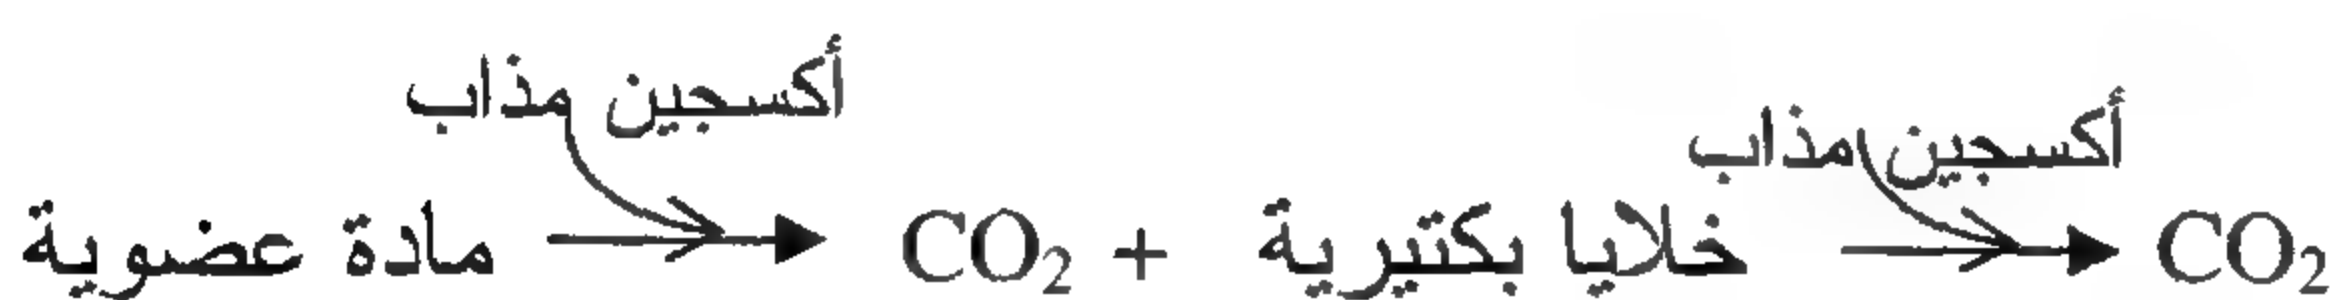 أكسجين مذاب أكسجين مذاب
مادة عضوية → CO₂ + خلايا بكتيرية → CO₂